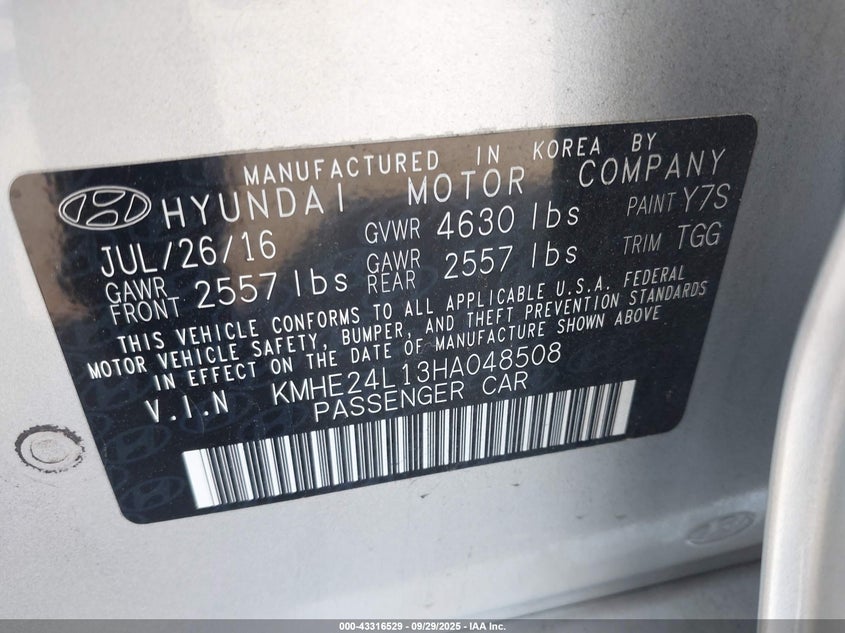 MANUFACTURED IN KOREA BY
HYUNDAI MOTOR COMPANY
JUL/26/16 GVWR 4630 lbs PAINT Y7S
GAWR FRONT 2557 lbs GAWR REAR 2557 lbs TRIM TGG
THIS VEHICLE CONFORMS TO ALL APPLICABLE U.S.A. FEDERAL
MOTOR VEHICLE SAFETY, BUMPER, AND THEFT PREVENTION STANDARDS
IN EFFECT ON THE DATE OF MANUFACTURE SHOWN ABOVE
V.I.N KMHE24L13HA048508
PASSENGER CAR
000-43316529 - 09/29/2025 - IAA Inc.